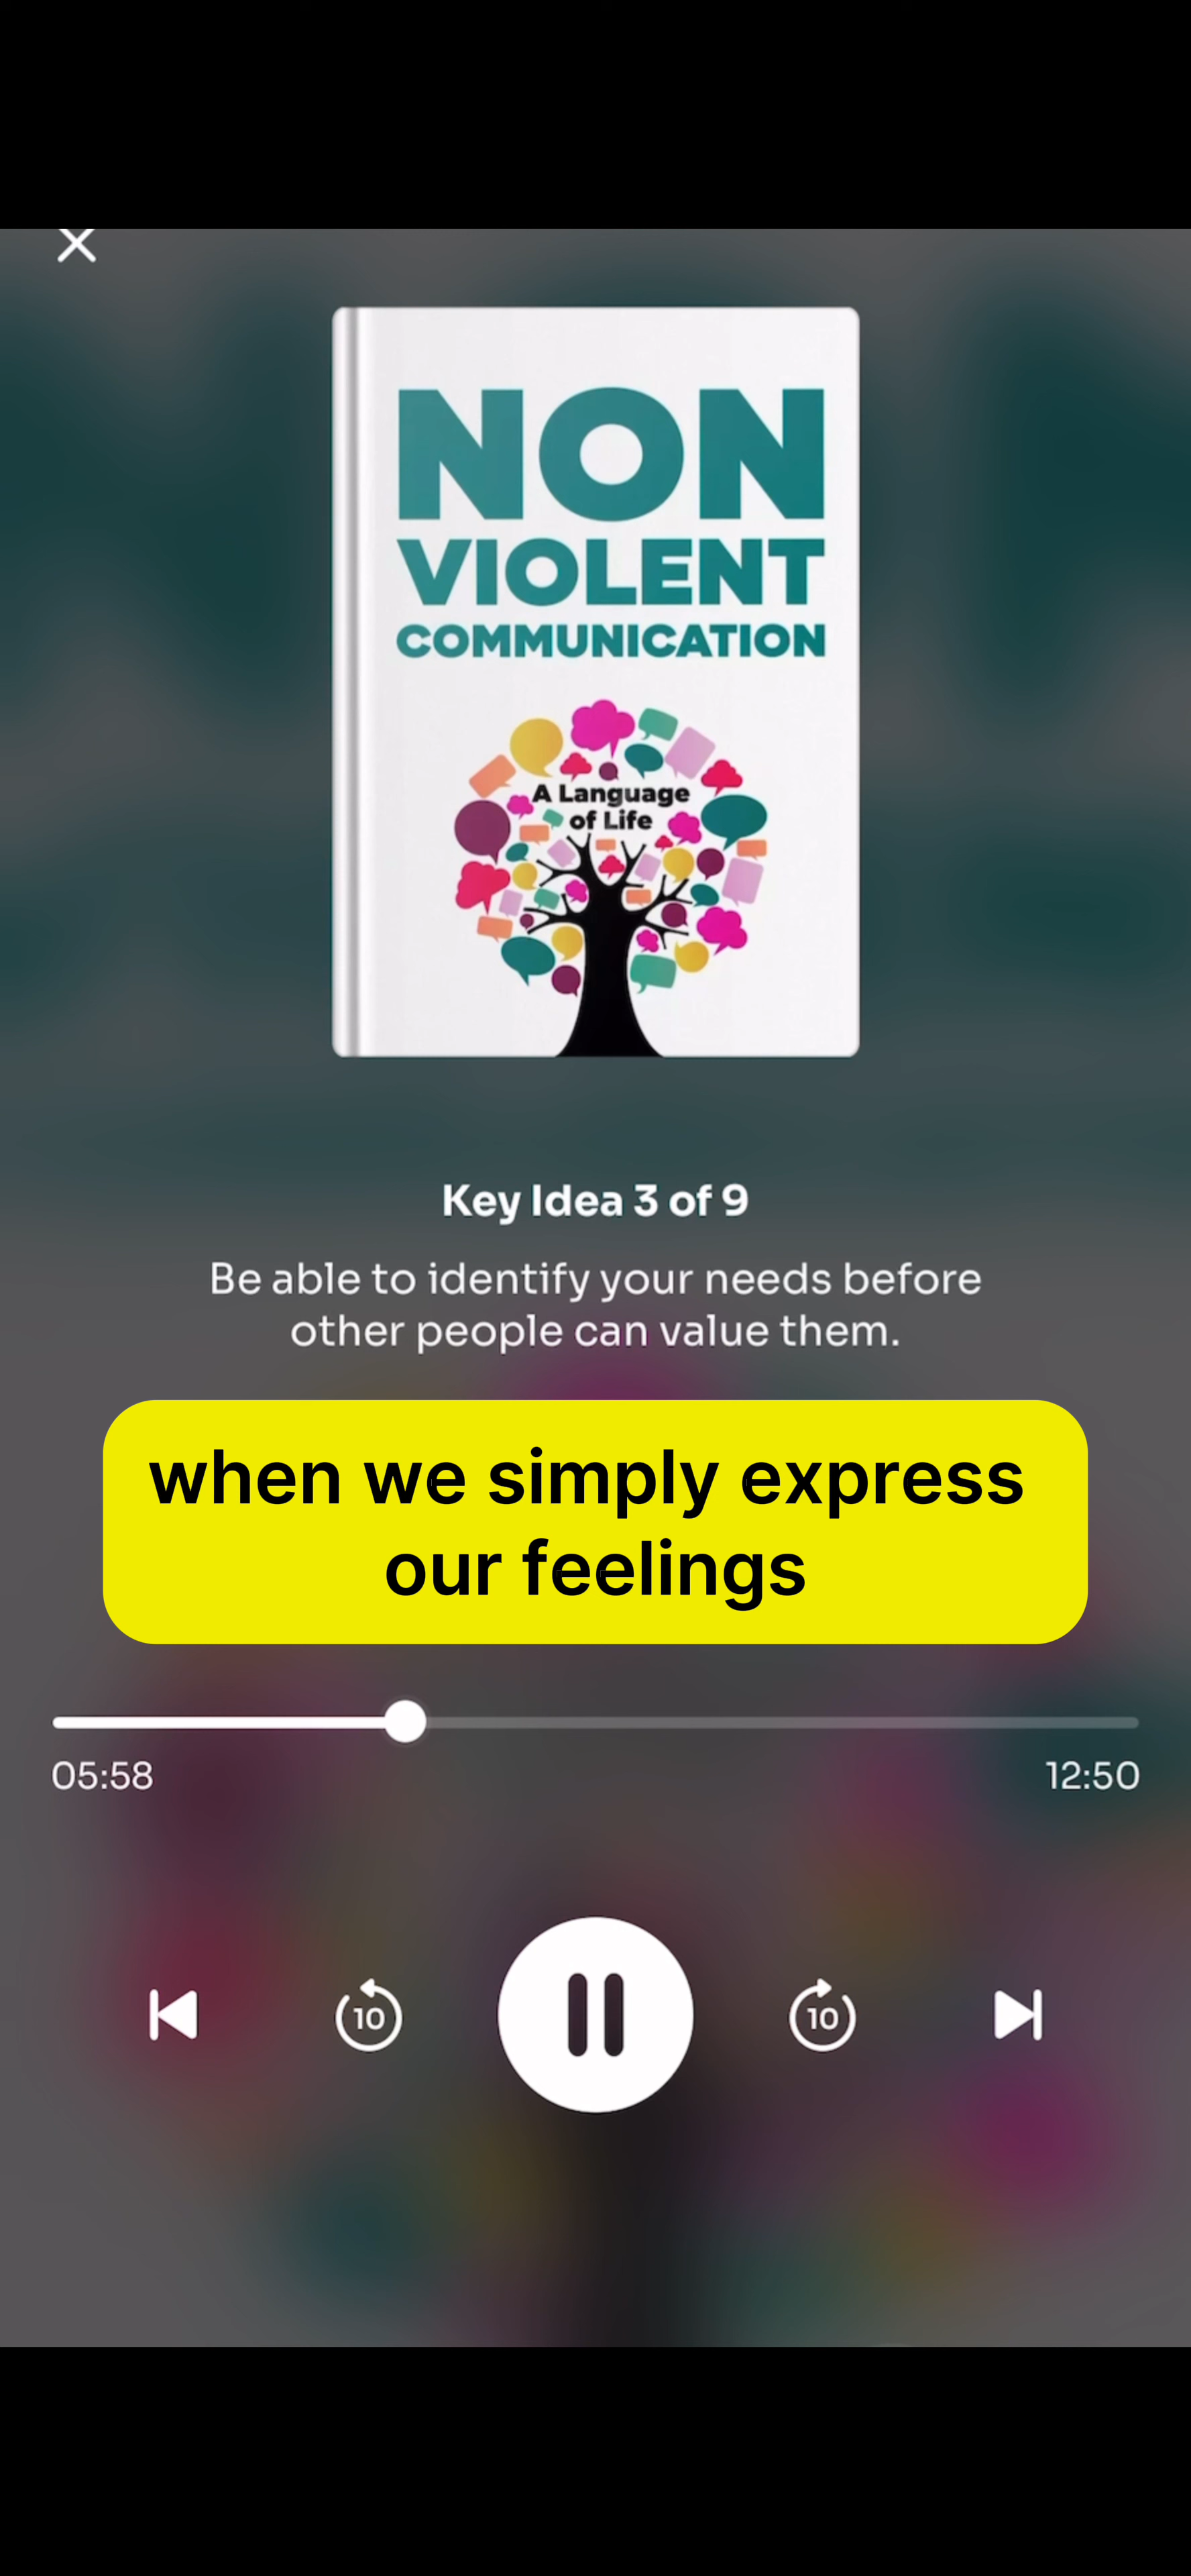 NON
VIOLENT
COMMUNICATION
A Language
of Life
Key Idea 3 of 9
Be able to identify your needs before
other people can value them.
when we simply express
our feelings
05:58 12:50
10 10